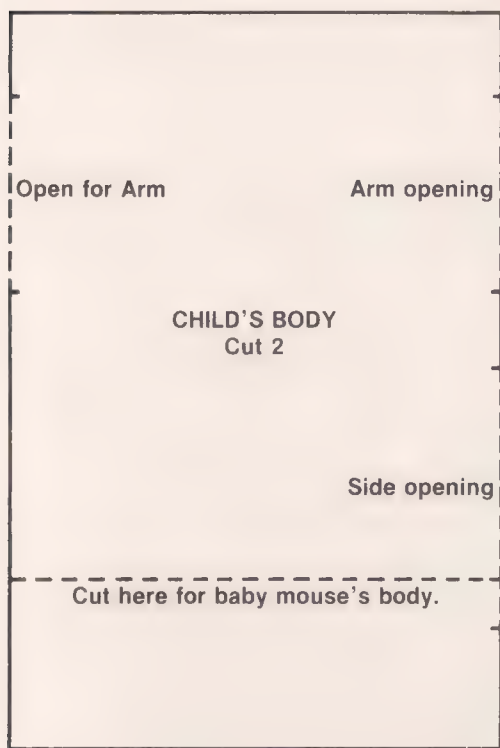 Open for Arm
Arm opening
CHILD'S BODY
Cut 2
Side opening
Cut here for baby mouse's body.